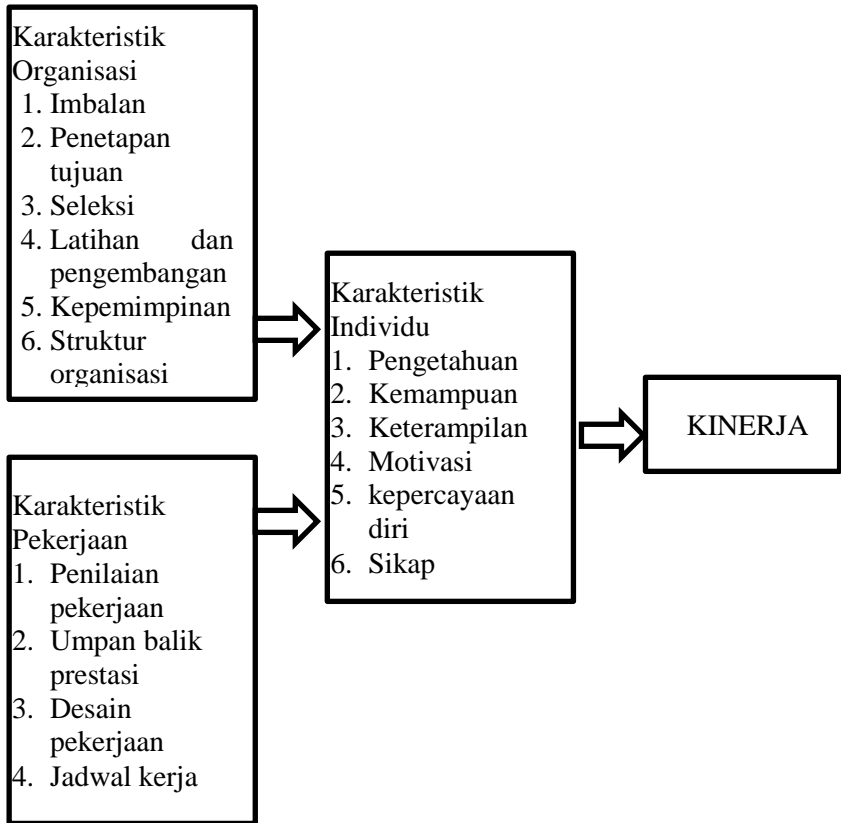 Karakteristik
Organisasi
1. Imbalan
2. Penetapan
tujuan
3. Seleksi
4. Latihan dan
pengembangan
5. Kepemimpinan
6. Struktur
organisasi
Karakteristik
Pekerjaan
1. Penilaian
pekerjaan
2. Umpan balik
prestasi
3. Desain
pekerjaan
4. Jadwal kerja
Karakteristik
Individu
1. Pengetahuan
2. Kemampuan
3. Keterampilan
4. Motivasi
5. kepercayaan
diri
6. Sikap
KINERJA